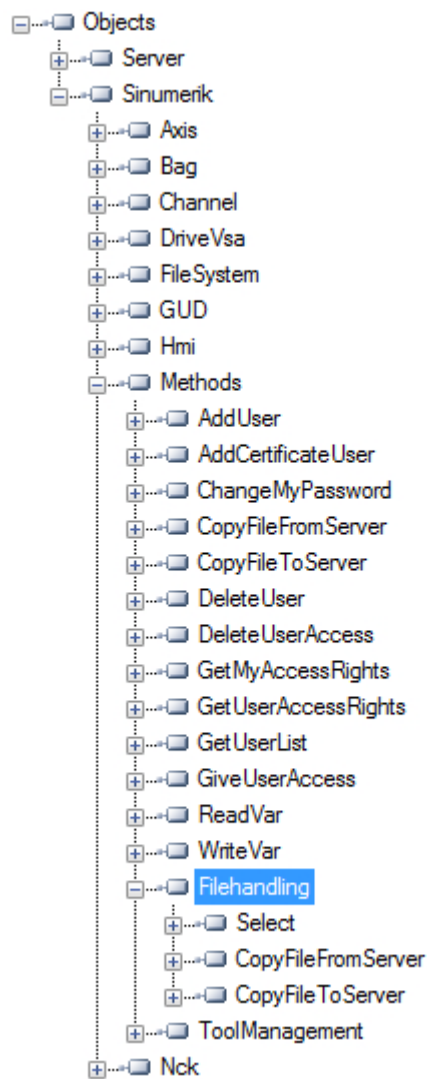 Objects
Server
Sinumerik
Axis
Bag
Channel
DriveVsa
FileSystem
GUD
Hmi
Methods
AddUser
AddCertificateUser
ChangeMyPassword
CopyFileFromServer
CopyFileToServer
DeleteUser
DeleteUserAccess
GetMyAccessRights
GetUserAccessRights
GetUserList
GiveUserAccess
ReadVar
WriteVar
Filehandling
Select
CopyFileFromServer
CopyFileToServer
ToolManagement
Nck